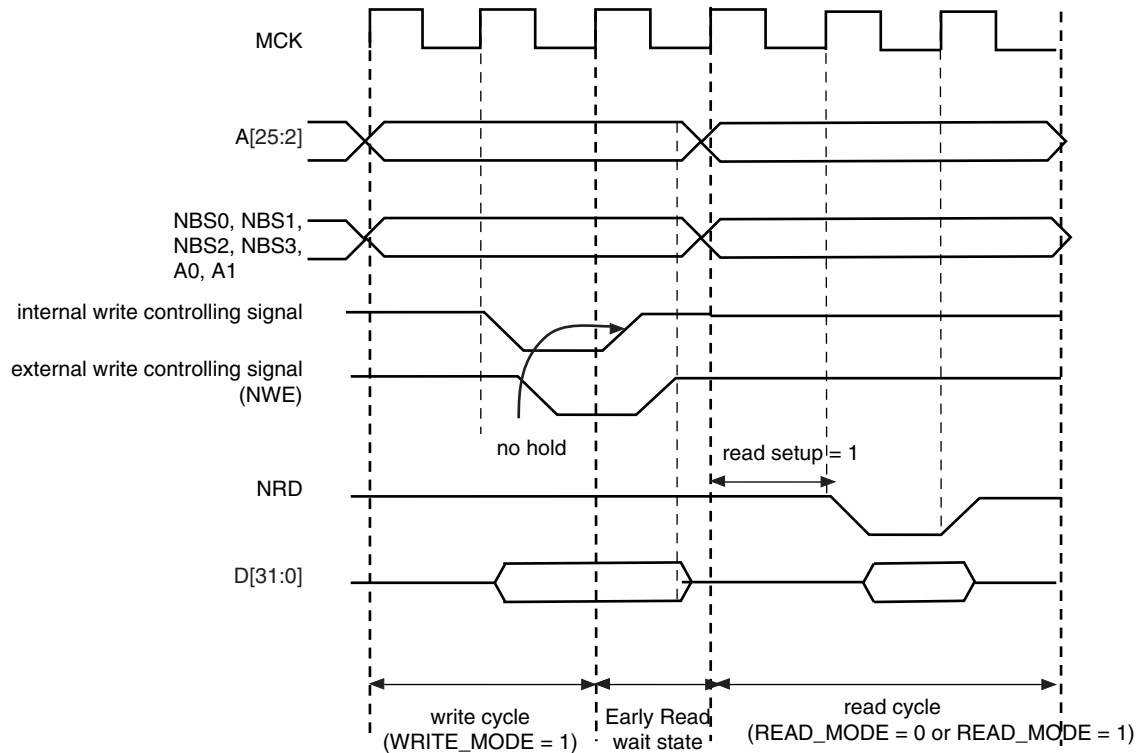 MCK
A[25:2]
NBS0, NBS1,
NBS2, NBS3,
A0, A1
internal write controlling signal
external write controlling signal
(NWE)
no hold
read setup = 1
NRD
D[31:0]
write cycle
(WRITE_MODE = 1)
Early Read
wait state
read cycle
(READ_MODE = 0 or READ_MODE = 1)